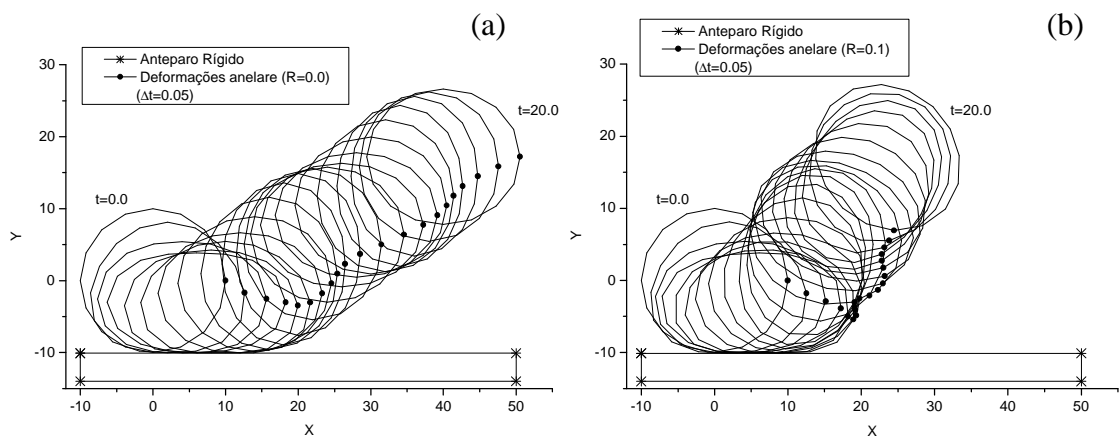 (a)
Anteparo Rígido
Deformações anelare (R=0.0)
(Δt=0.05)
30
20
10
0
-10
Y
t=0.0
t=20.0
-10 0 10 20 30 40 50
X
(b)
Anteparo Rígido
Deformações anelare (R=0.1)
(Δt=0.05)
30
20
10
0
-10
Y
t=0.0
t=20.0
-10 0 10 20 30 40 50
X